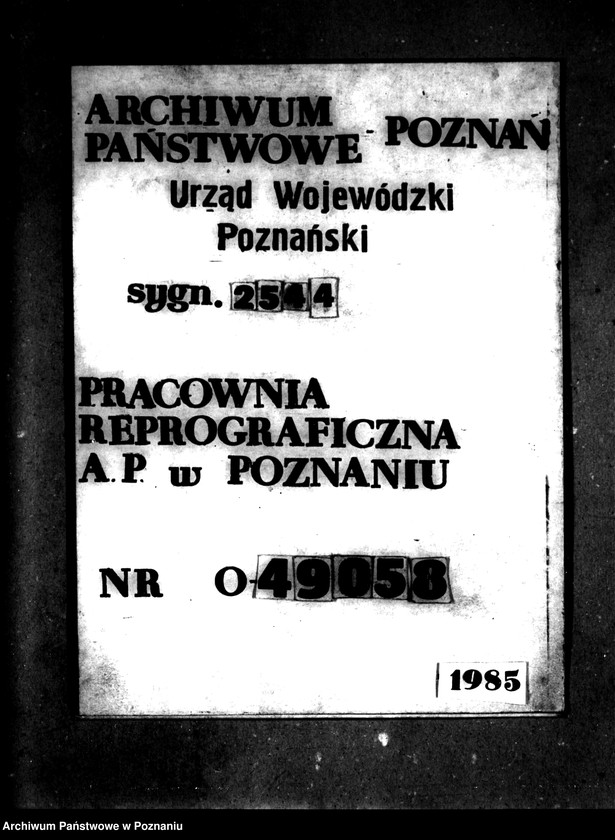 ARCHIWUM
PAŃSTWOWE - POZNAŃ
Urząd Wojewódzki
Poznański
sygn. 2544
PRACOWNIA
REPROGRAFICZNA
A.P. w POZNANIU
NR O-49058
1985
Archiwum Państwowe w Poznaniu